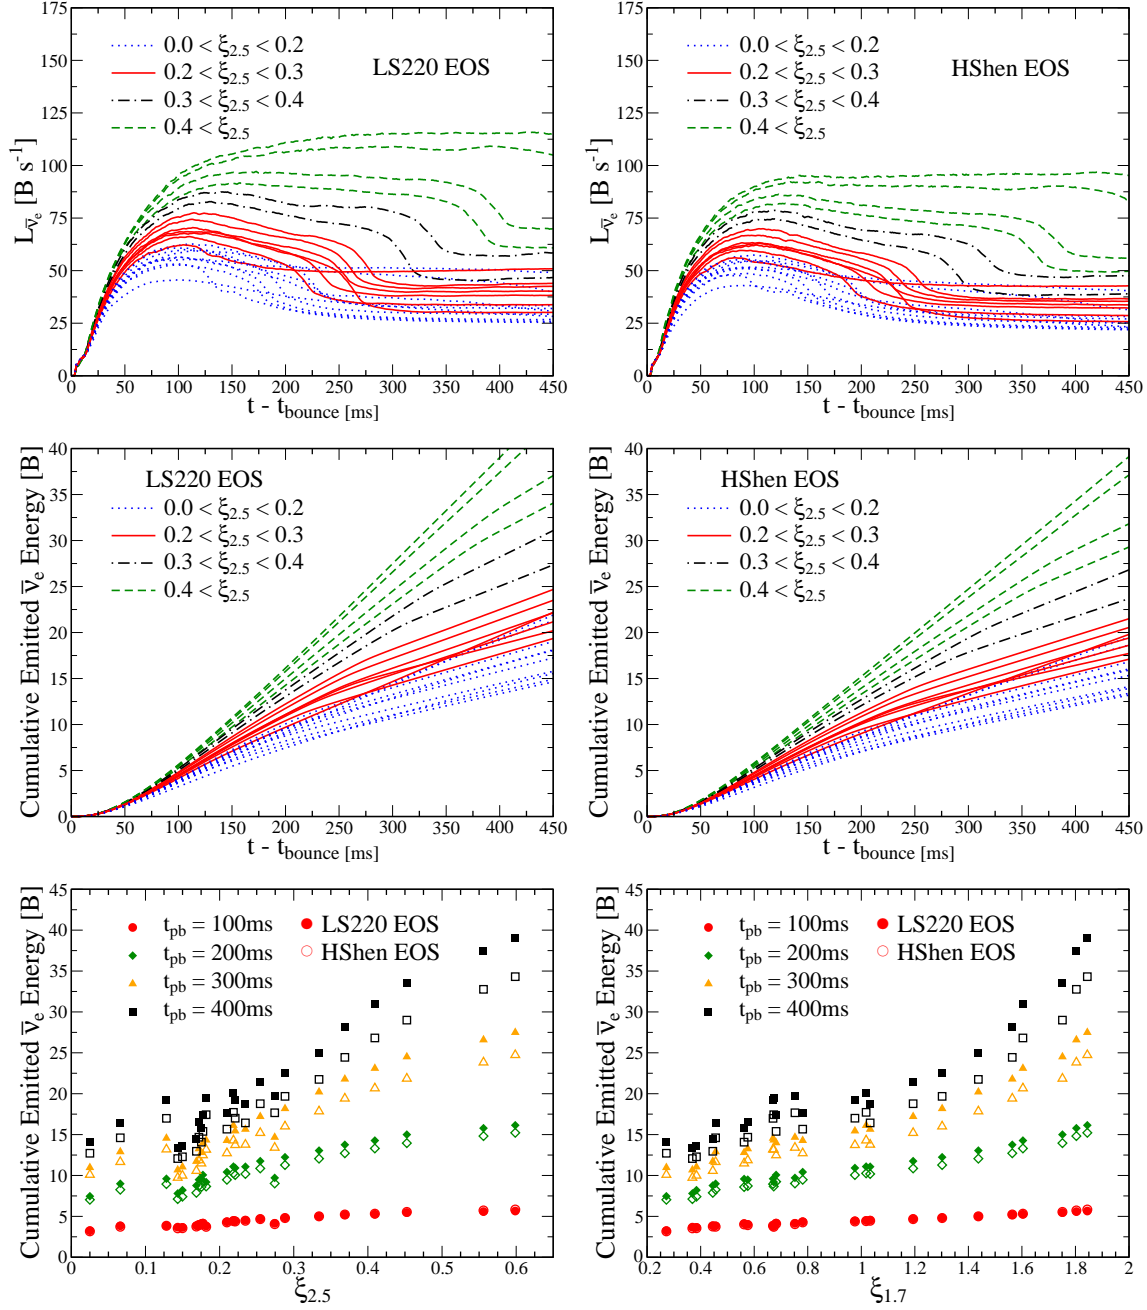 175
150
125
100
75
50
25
0
L_ν̄e [B s⁻¹]
0.0 < ξ2.5 < 0.2
0.2 < ξ2.5 < 0.3
0.3 < ξ2.5 < 0.4
0.4 < ξ2.5
LS220 EOS
0 50 100 150 200 250 300 350 400 450
t - tbounce [ms]
175
150
125
100
75
50
25
0
L_ν̄e [B s⁻¹]
0.0 < ξ2.5 < 0.2
0.2 < ξ2.5 < 0.3
0.3 < ξ2.5 < 0.4
0.4 < ξ2.5
HShen EOS
0 50 100 150 200 250 300 350 400 450
t - tbounce [ms]
40
35
30
25
20
15
10
5
0
Cumulative Emitted ν̄e Energy [B]
LS220 EOS
0.0 < ξ2.5 < 0.2
0.2 < ξ2.5 < 0.3
0.3 < ξ2.5 < 0.4
0.4 < ξ2.5
0 50 100 150 200 250 300 350 400 450
t - tbounce [ms]
40
35
30
25
20
15
10
5
0
Cumulative Emitted ν̄e Energy [B]
HShen EOS
0.0 < ξ2.5 < 0.2
0.2 < ξ2.5 < 0.3
0.3 < ξ2.5 < 0.4
0.4 < ξ2.5
0 50 100 150 200 250 300 350 400 450
t - tbounce [ms]
45
40
35
30
25
20
15
10
5
0
Cumulative Emitted ν̄e Energy [B]
tpb = 100ms
tpb = 200ms
tpb = 300ms
tpb = 400ms
LS220 EOS
HShen EOS
0 0.1 0.2 0.3 0.4 0.5 0.6
ξ2.5
45
40
35
30
25
20
15
10
5
0
Cumulative Emitted ν̄e Energy [B]
tpb = 100ms
tpb = 200ms
tpb = 300ms
tpb = 400ms
LS220 EOS
HShen EOS
0.2 0.4 0.6 0.8 1 1.2 1.4 1.6 1.8 2
ξ1.7